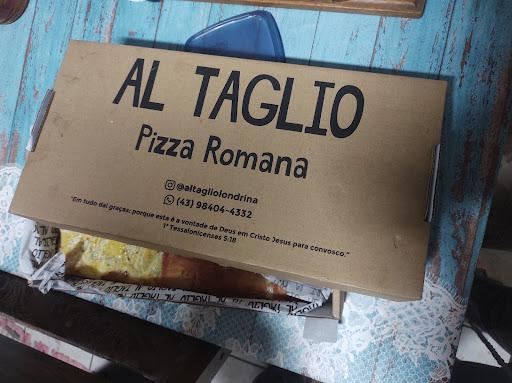 AL TAGLIO
Pizza Romana
@altagliolondrina
(43) 98404-4332
"Em tudo dai graças; porque esta é a vontade de Deus em Cristo Jesus para convosco."
1ª Tessalonicenses 5:18